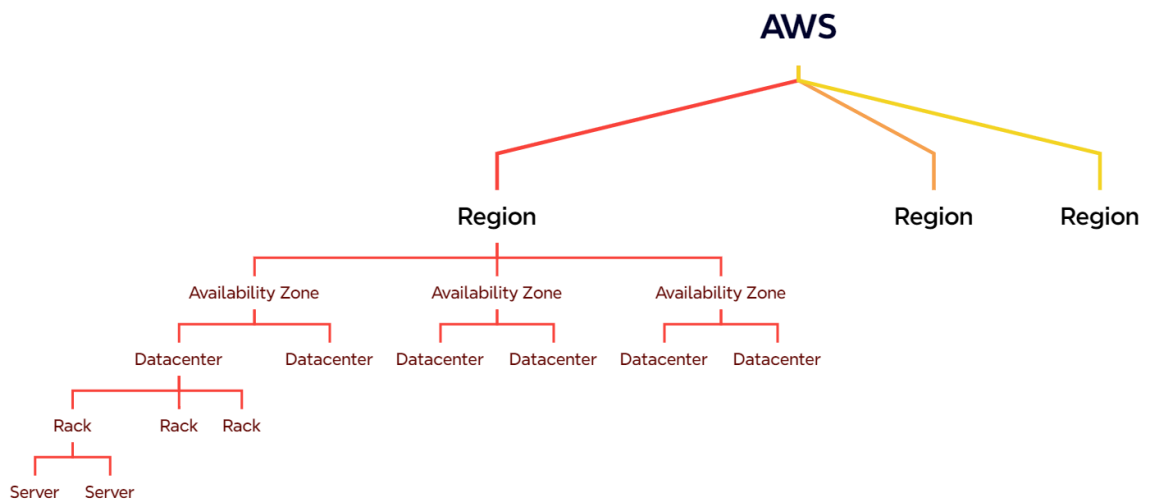 AWS
Region Region Region
Availability Zone Availability Zone Availability Zone
Datacenter Datacenter Datacenter Datacenter Datacenter Datacenter
Rack Rack Rack
Server Server